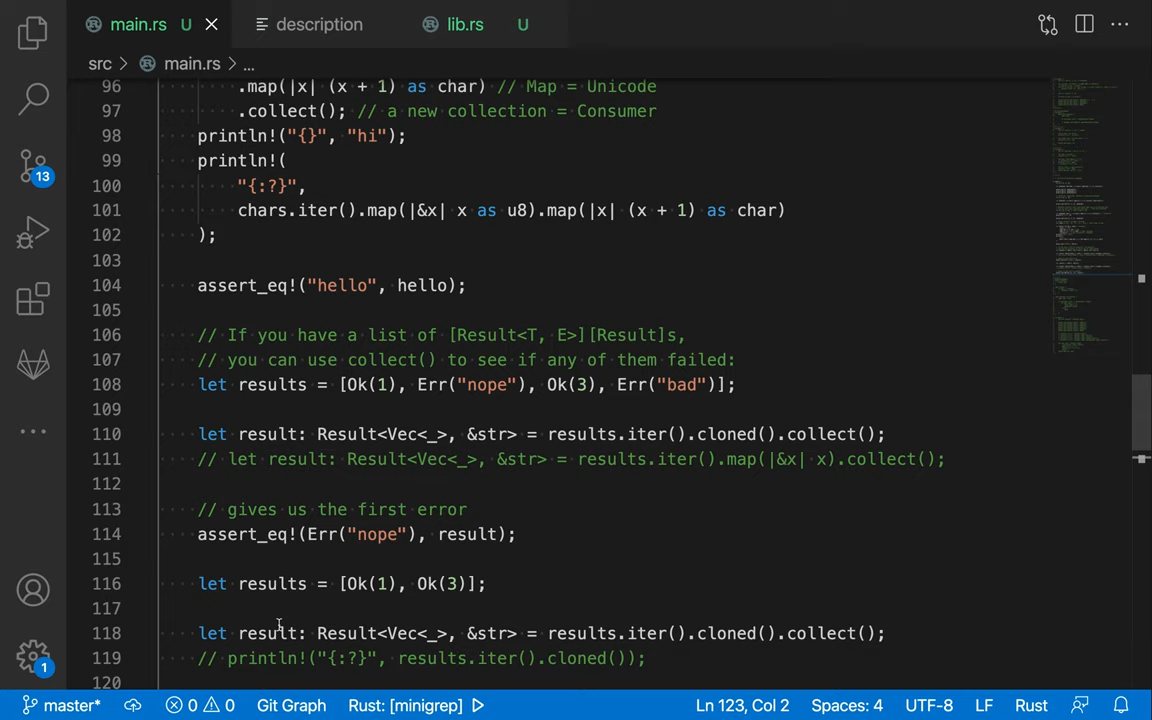 main.rs U
description
lib.rs U
src > main.rs > ...
96 .map(|x| (x + 1) as char) // Map = Unicode
97 .collect(); // a new collection = Consumer
98 println!("{}", "hi");
99 println!(
100 "{:?}",
101 chars.iter().map(|&x| x as u8).map(|x| (x + 1) as char)
102 );
103
104 assert_eq!("hello", hello);
105
106 // If you have a list of [Result<T, E>][Result]s,
107 // you can use collect() to see if any of them failed:
108 let results = [Ok(1), Err("nope"), Ok(3), Err("bad")];
109
110 let result: Result<Vec<_>, &str> = results.iter().cloned().collect();
111 // let result: Result<Vec<_>, &str> = results.iter().map(|&x| x).collect();
112
113 // gives us the first error
114 assert_eq!(Err("nope"), result);
115
116 let results = [Ok(1), Ok(3)];
117
118 let result: Result<Vec<_>, &str> = results.iter().cloned().collect();
119 // println!("{:?}", results.iter().cloned());
120
13
1
master* 0 0 Git Graph Rust: [minigrep] Ln 123, Col 2 Spaces: 4 UTF-8 LF Rust